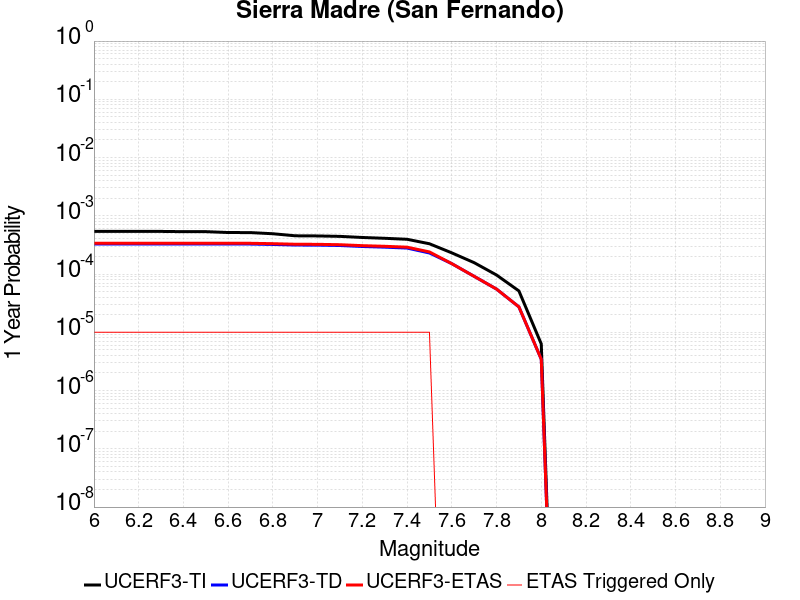 Sierra Madre (San Fernando)
10^0
10^-1
10^-2
10^-3
10^-4
10^-5
10^-6
10^-7
10^-8
1 Year Probability
6 6.2 6.4 6.6 6.8 7 7.2 7.4 7.6 7.8 8 8.2 8.4 8.6 8.8 9
Magnitude
UCERF3-TI UCERF3-TD UCERF3-ETAS ETAS Triggered Only